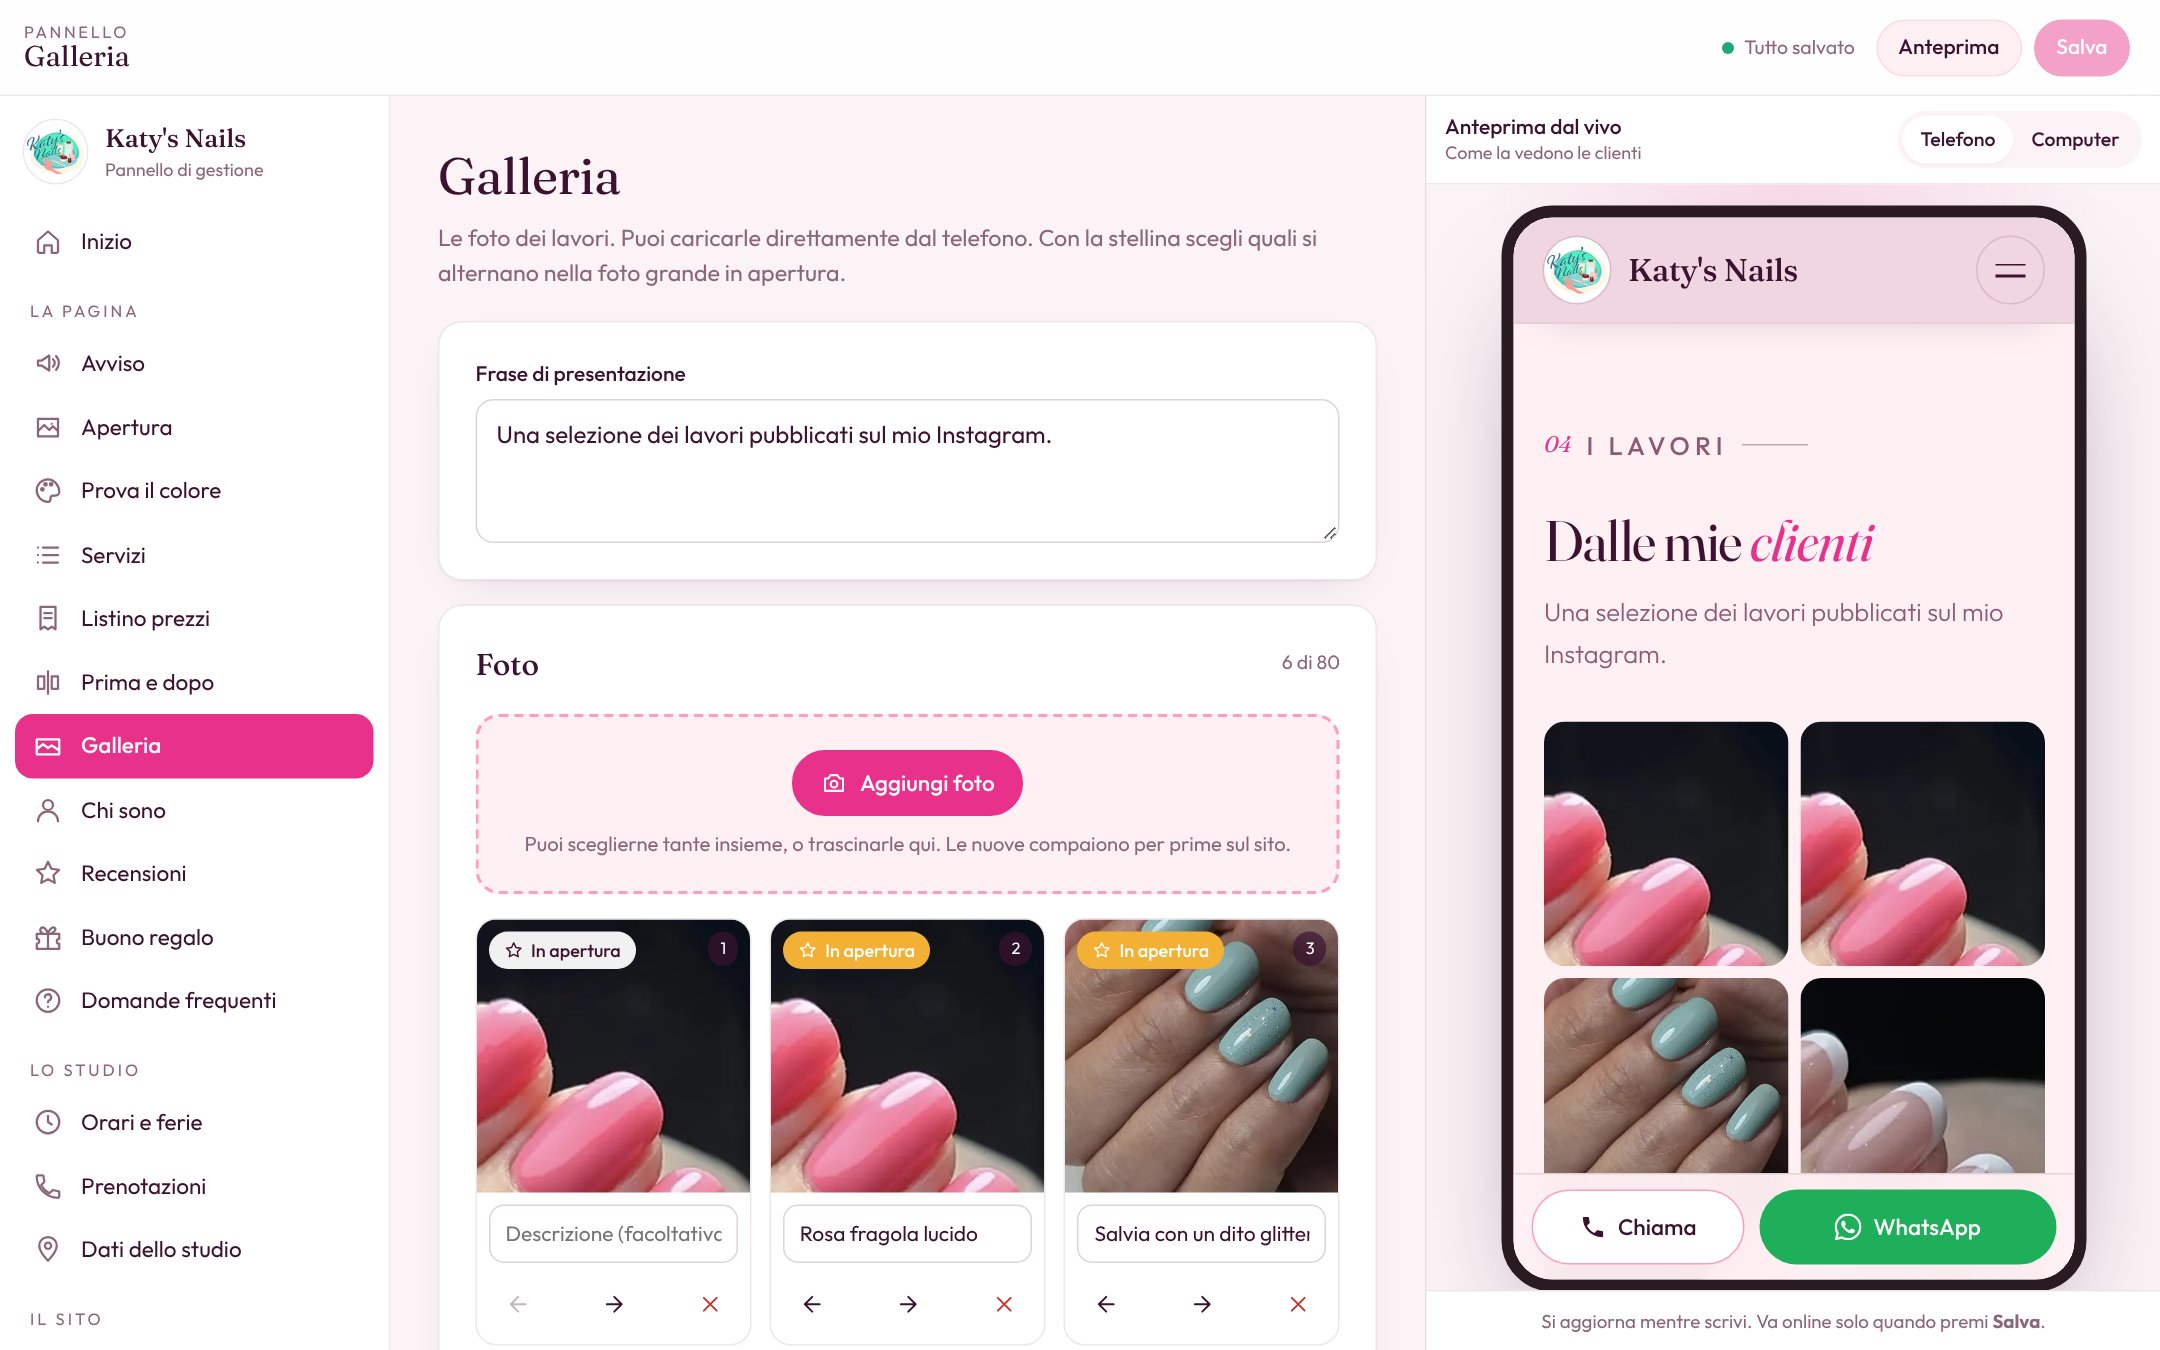 PANNELLO
Galleria
Tutto salvato
Anteprima
Salva
Katy's Nails
Katy's Nails
Pannello di gestione
Inizio
LA PAGINA
Avviso
Apertura
Prova il colore
Servizi
Listino prezzi
Prima e dopo
Galleria
Chi sono
Recensioni
Buono regalo
Domande frequenti
LO STUDIO
Orari e ferie
Prenotazioni
Dati dello studio
IL SITO
Galleria
Le foto dei lavori. Puoi caricarle direttamente dal telefono. Con la stellina scegli quali si
alternano nella foto grande in apertura.
Frase di presentazione
Una selezione dei lavori pubblicati sul mio Instagram.
Foto
6 di 80
Aggiungi foto
Puoi sceglierne tante insieme, o trascinarle qui. Le nuove compaiono per prime sul sito.
In apertura
1
In apertura
2
In apertura
3
Descrizione (facoltativa
Rosa fragola lucido
Salvia con un dito glitter
Anteprima dal vivo
Come la vedono le clienti
Telefono
Computer
Katy's Nails
Katy's Nails
04 I LAVORI
Dalle mie clienti
Una selezione dei lavori pubblicati sul mio
Instagram.
Chiama
WhatsApp
Si aggiorna mentre scrivi. Va online solo quando premi Salva.